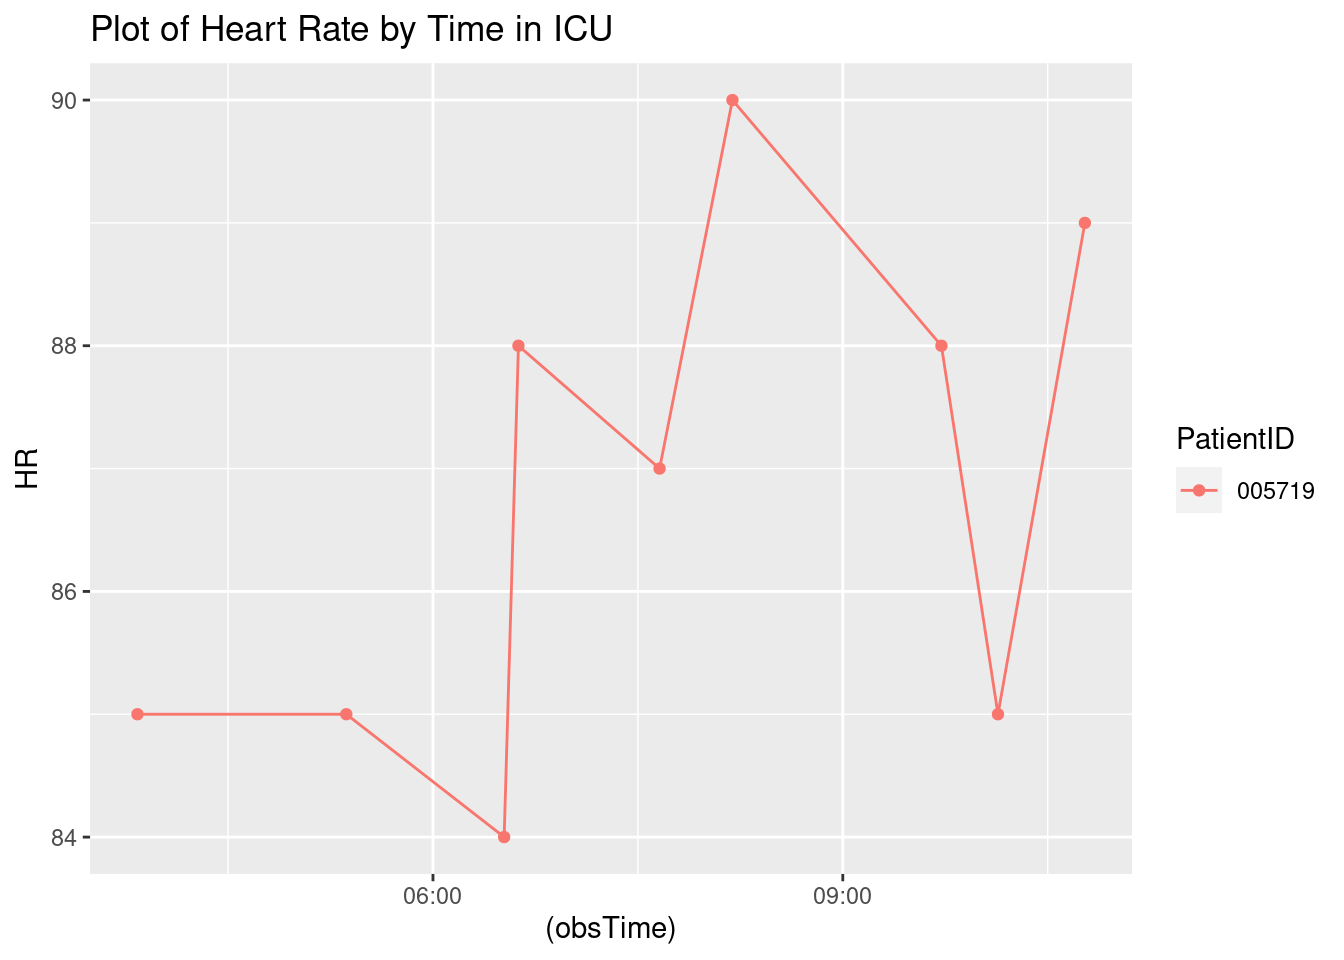 Plot of Heart Rate by Time in ICU
90
88
86
84
HR
06:00
09:00
(obsTime)
PatientID
005719